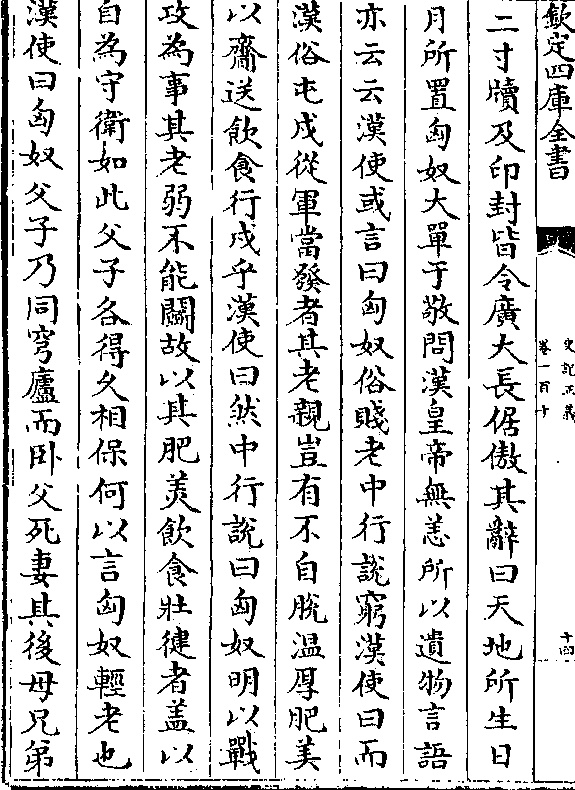 欽定四庫全書
史記正義
卷一百十
十四
二寸牘及印封皆令廣大長倨傲其辭曰天地所生日
月所置匈奴大單于敬問漢皇帝無恙所以遺物言語
亦云云漢使或言曰匈奴俗賤老中行說窮漢使曰而
漢俗屯戍從軍當發者其老親豈有不自脫溫厚肥美
以齎送飲食行戍乎漢使曰然中行說曰匈奴明以戰
攻為事其老弱不能鬭故以其肥美飲食壯徤者盖以
自為守衛如此父子各得久相保何以言匈奴輕老也
漢使曰匈奴父子乃同穹廬而卧父死妻其後母兄弟